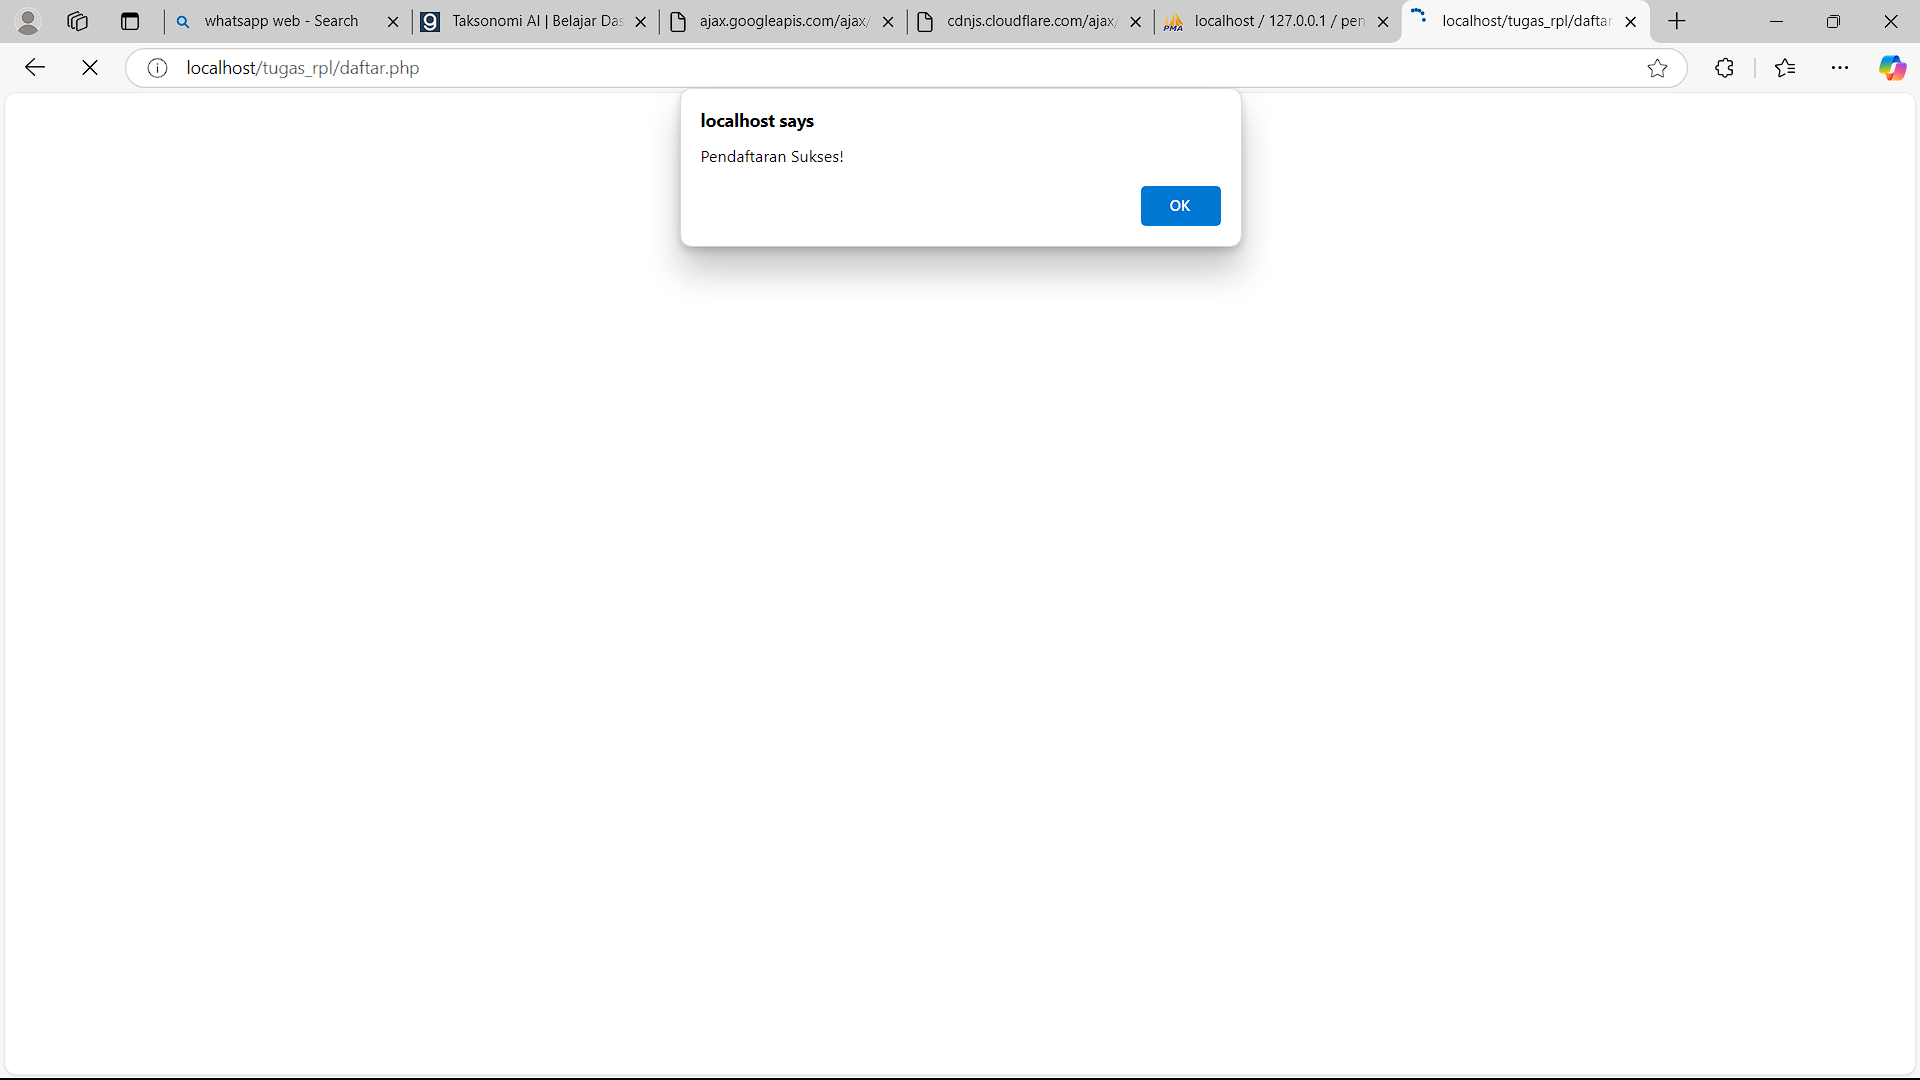 whatsapp web - Search
Taksonomi AI | Belajar Das
ajax.googleapis.com/ajax/
cdnjs.cloudflare.com/ajax/
PMA
localhost / 127.0.0.1 / pen
localhost/tugas_rpl/daftar
localhost/tugas_rpl/daftar.php
localhost says
Pendaftaran Sukses!
OK